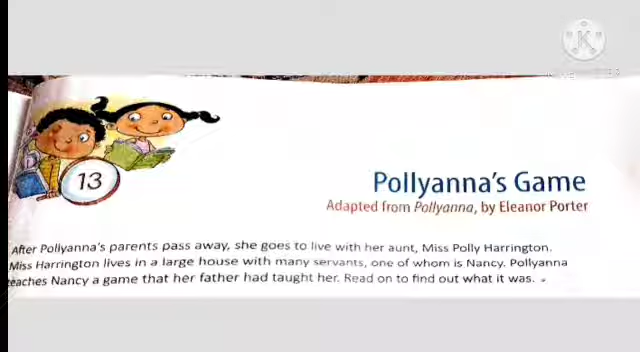 13
Pollyanna's Game
Adapted from Pollyanna, by Eleanor Porter
After Pollyanna's parents pass away, she goes to live with her aunt, Miss Polly Harrington.
Miss Harrington lives in a large house with many servants, one of whom is Nancy. Pollyanna
teaches Nancy a game that her father had taught her. Read on to find out what it was.